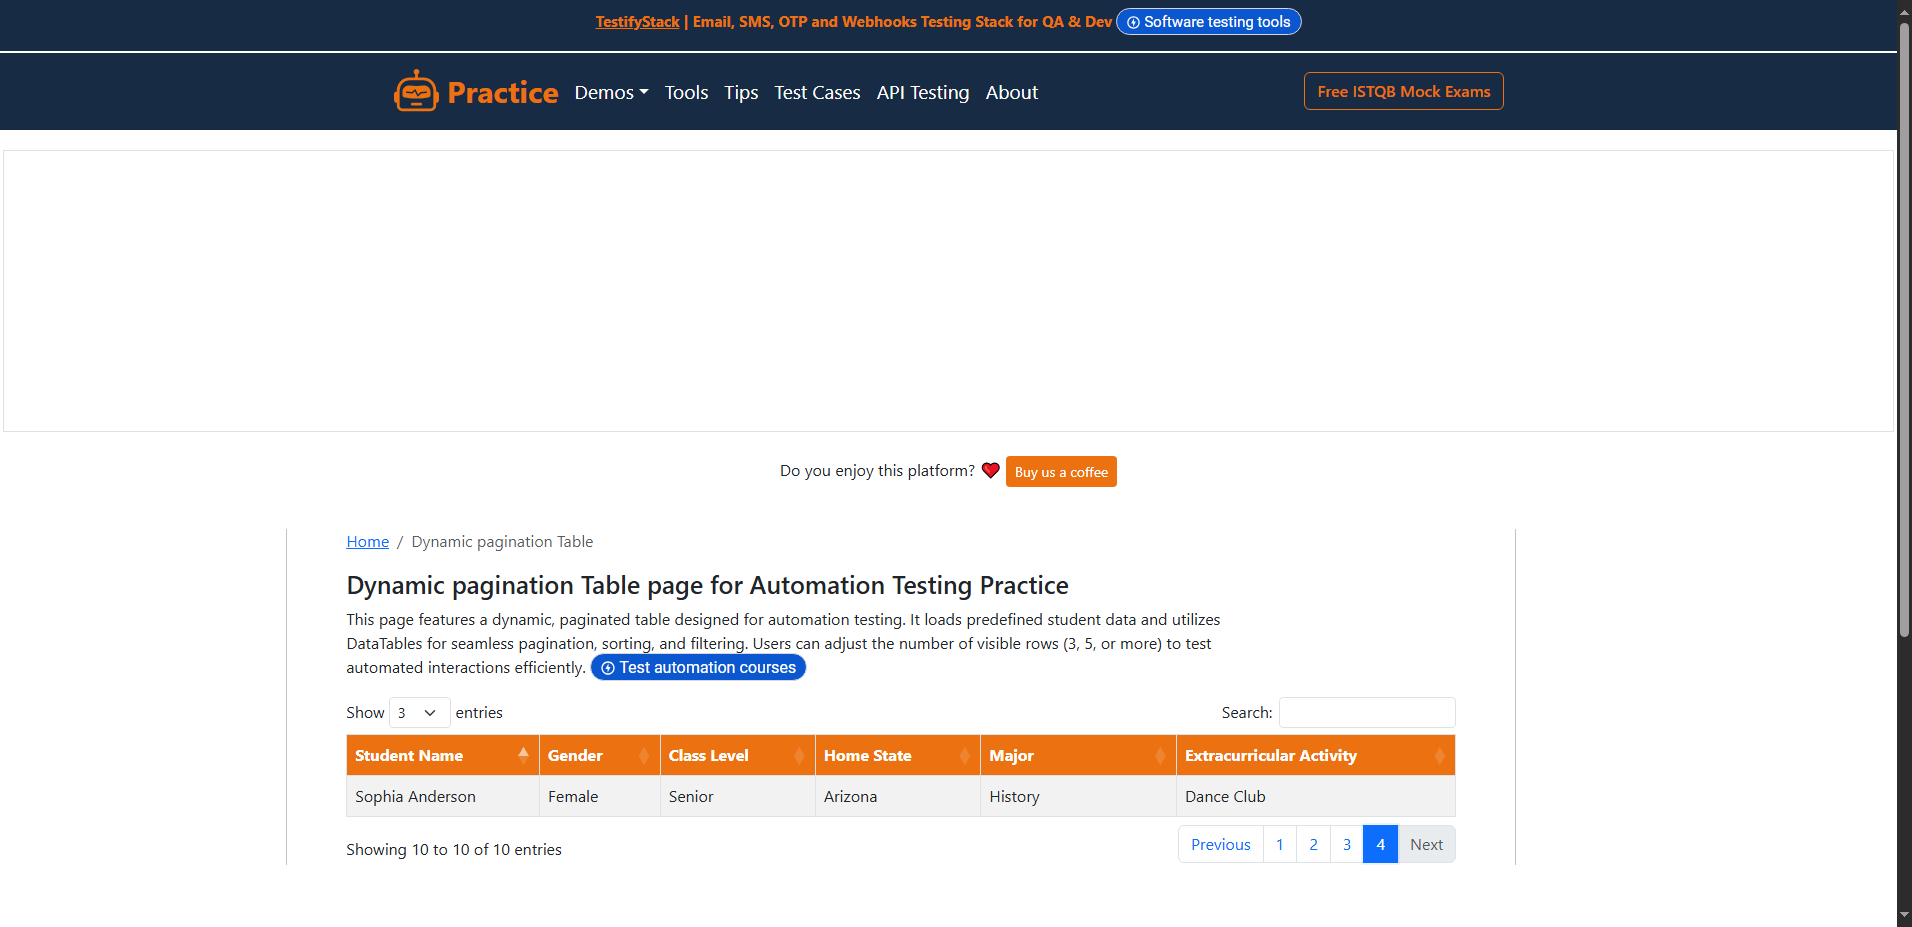 TestifyStack | Email, SMS, OTP and Webhooks Testing Stack for QA & Dev Software testing tools
Practice Demos Tools Tips Test Cases API Testing About Free ISTQB Mock Exams
Do you enjoy this platform? Buy us a coffee
Home / Dynamic pagination Table
Dynamic pagination Table page for Automation Testing Practice
This page features a dynamic, paginated table designed for automation testing. It loads predefined student data and utilizes
DataTables for seamless pagination, sorting, and filtering. Users can adjust the number of visible rows (3, 5, or more) to test
automated interactions efficiently. Test automation courses
Show 3 entries Search:
Student Name Gender Class Level Home State Major Extracurricular Activity
Sophia Anderson Female Senior Arizona History Dance Club
Showing 10 to 10 of 10 entries Previous 1 2 3 4 Next